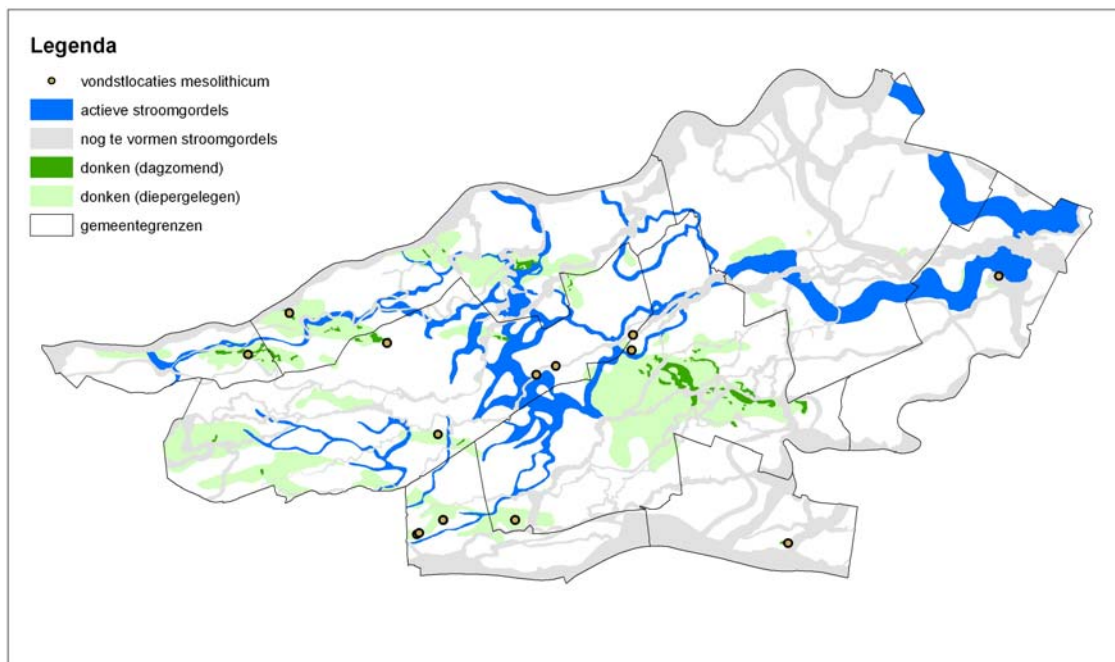 Legenda
vondstlocaties mesolithicum
actieve stroomgordels
nog te vormen stroomgordels
donken (dagzomend)
donken (diepergelegen)
gemeentegrenzen